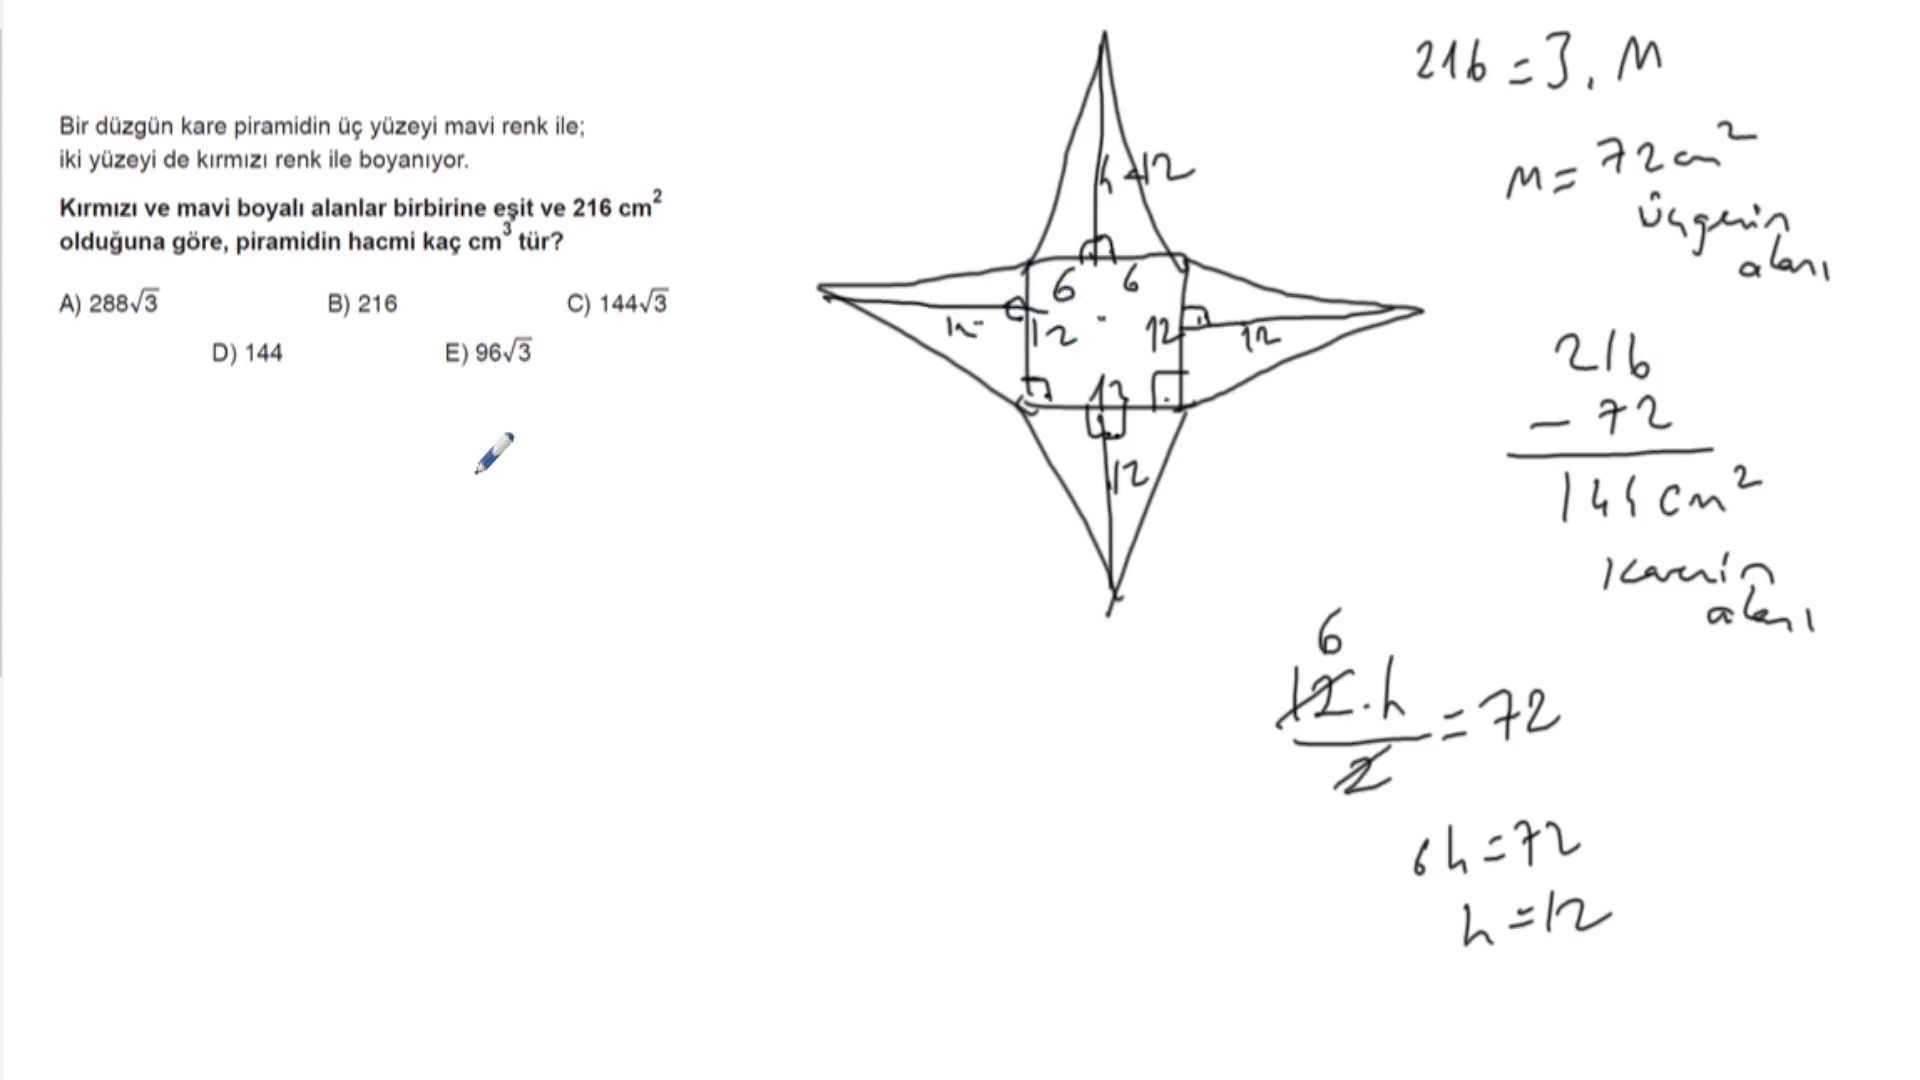 Bir düzgün kare piramidin üç yüzeyi mavi renk ile;
iki yüzeyi de kırmızı renk ile boyanıyor.
Kırmızı ve mavi boyalı alanlar birbirine eşit ve 216 cm²
olduğuna göre, piramidin hacmi kaç cm³ tür?
A) 288√3 B) 216 C) 144√3
D) 144 E) 96√3
h=12
6 6
12 12 12 12
12
12
216 = 3. M
M = 72 cm²
üçgenin
alanı
216
- 72
144 cm²
karenin
alanı
6
12.h
2
= 72
6h = 72
h = 12